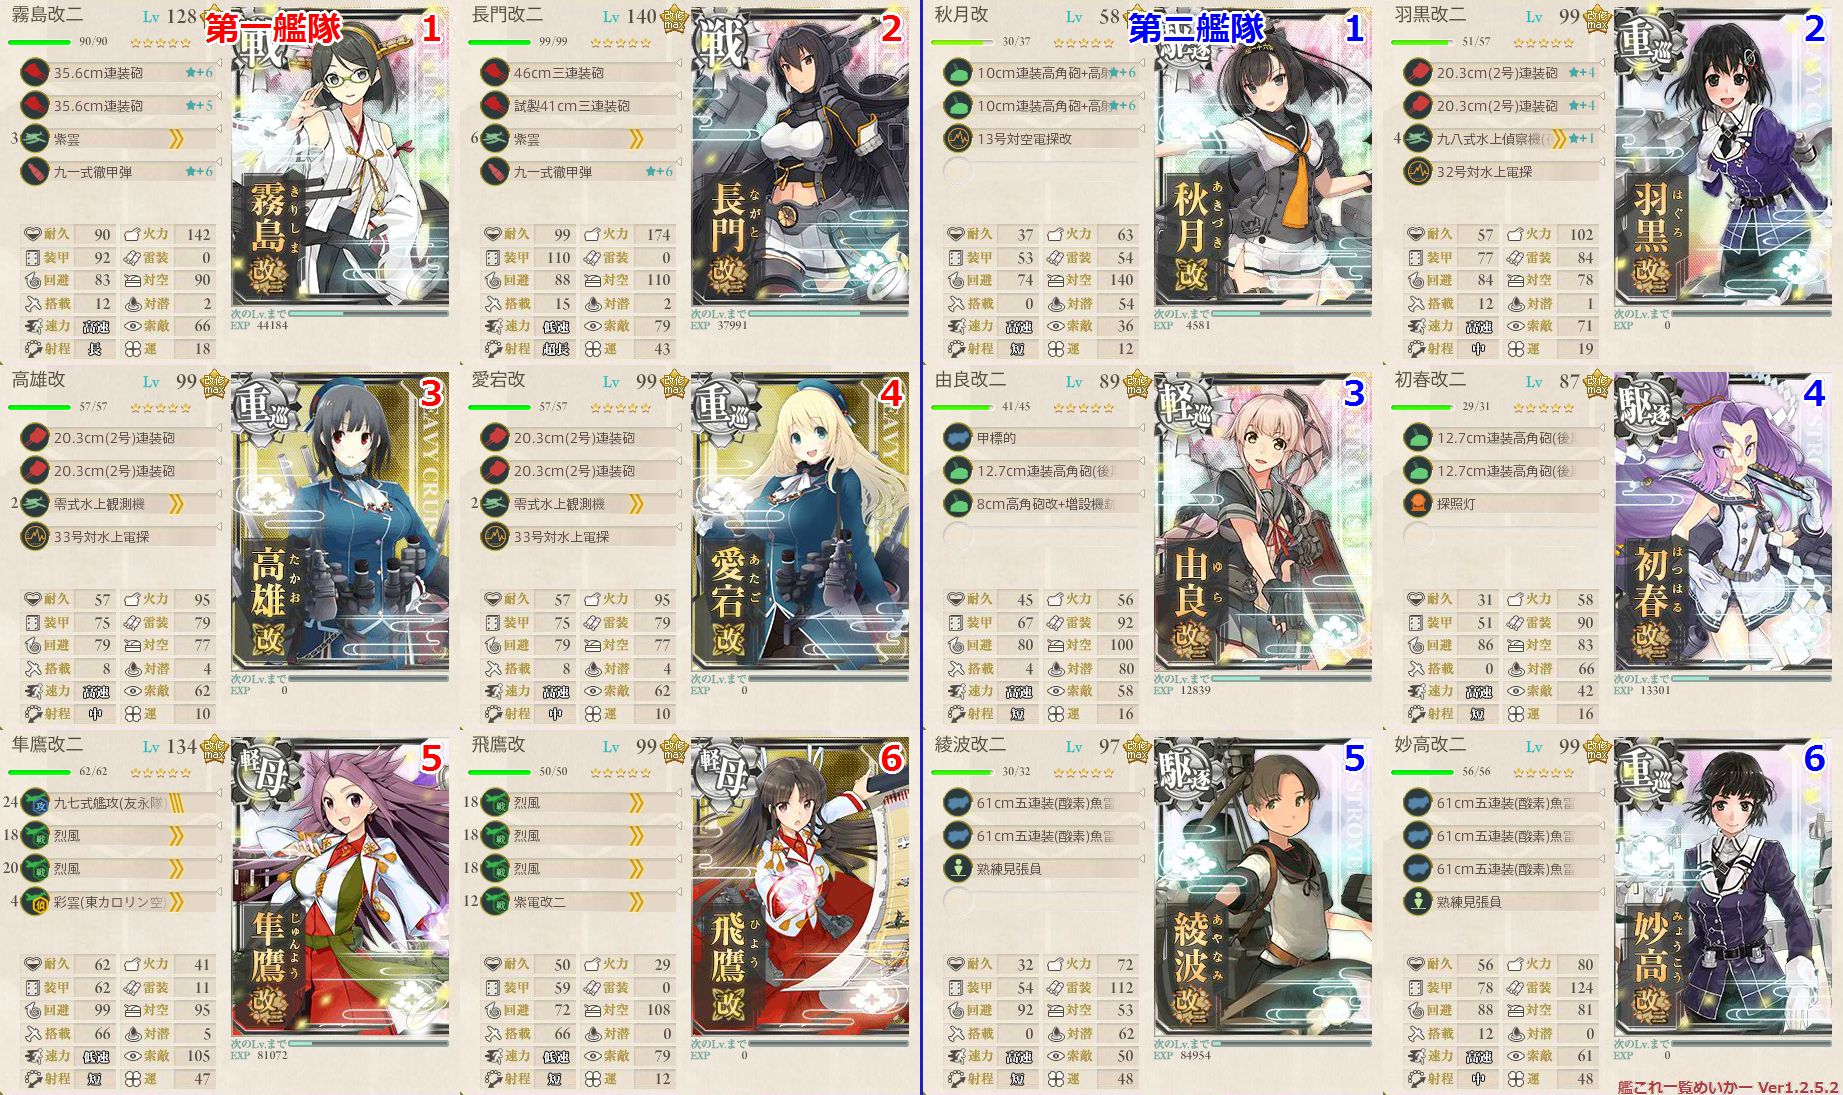 第一艦隊
霧島改二 Lv 128
90/90
1
35.6cm連装砲 ★+6
35.6cm連装砲 ★+5
3 紫雲
九一式徹甲弾 ★+6
戦
霧島改二 きりしま
耐久 90 火力 142
装甲 92 雷装 0
回避 83 対空 90
搭載 12 対潜 2
速力 高速 索敵 66
射程 長 運 18
次のLv.まで
EXP 44184
長門改二 Lv 140 改修max
99/99
2
46cm三連装砲
試製41cm三連装砲
6 紫雲
九一式徹甲弾 ★+6
戦
長門改二 ながと
耐久 99 火力 174
装甲 110 雷装 0
回避 88 対空 110
搭載 15 対潜 2
速力 低速 索敵 79
射程 超長 運 43
次のLv.まで
EXP 37991
高雄改 Lv 99 改修max
57/57
3
20.3cm(2号)連装砲
20.3cm(2号)連装砲
2 零式水上観測機
33号対水上電探
重巡
高雄改 たかお
耐久 57 火力 95
装甲 75 雷装 79
回避 79 対空 77
搭載 8 対潜 4
速力 高速 索敵 62
射程 中 運 10
次のLv.まで
EXP 0
愛宕改 Lv 99 改修max
57/57
4
20.3cm(2号)連装砲
20.3cm(2号)連装砲
2 零式水上観測機
33号対水上電探
重巡
愛宕改 あたご
耐久 57 火力 95
装甲 75 雷装 79
回避 79 対空 77
搭載 8 対潜 4
速力 高速 索敵 62
射程 中 運 10
次のLv.まで
EXP 0
隼鷹改二 Lv 134 改修max
62/62
5
24 九七式艦攻(友永隊)
18 烈風
20 烈風
4 彩雲(東カロリン空)
軽母
隼鷹改二 じゅんよう
耐久 62 火力 41
装甲 62 雷装 11
回避 99 対空 95
搭載 66 対潜 5
速力 低速 索敵 105
射程 短 運 47
次のLv.まで
EXP 81072
飛鷹改 Lv 99 改修max
50/50
6
18 烈風
18 烈風
18 烈風
12 紫電改二
軽母
飛鷹改 ひよう
耐久 50 火力 29
装甲 59 雷装 0
回避 72 対空 108
搭載 66 対潜 0
速力 低速 索敵 79
射程 短 運 12
次のLv.まで
EXP 0
第二艦隊
秋月改 Lv 58
30/37
1
10cm連装高角砲+高射 ★+6
10cm連装高角砲+高射 ★+6
13号対空電探改
駆逐
秋月改 あきづき
耐久 37 火力 63
装甲 53 雷装 54
回避 74 対空 140
搭載 0 対潜 54
速力 高速 索敵 36
射程 短 運 12
次のLv.まで
EXP 4581
羽黒改二 Lv 99 改修max
51/57
2
20.3cm(2号)連装砲 ★+4
20.3cm(2号)連装砲 ★+4
4 九八式水上偵察機(夜 ★+1
32号対水上電探
重巡
羽黒改二 はぐろ
耐久 57 火力 102
装甲 77 雷装 84
回避 84 対空 78
搭載 12 対潜 1
速力 高速 索敵 71
射程 中 運 19
次のLv.まで
EXP 0
由良改二 Lv 89 改修max
41/45
3
甲標的
12.7cm連装高角砲(後期
8cm高角砲改+増設機銃
軽巡
由良改二 ゆら
耐久 45 火力 56
装甲 67 雷装 92
回避 80 対空 100
搭載 4 対潜 80
速力 高速 索敵 58
射程 短 運 16
次のLv.まで
EXP 12839
初春改二 Lv 87 改修max
29/31
4
12.7cm連装高角砲(後期
12.7cm連装高角砲(後期
探照灯
駆逐
初春改二 はつはる
耐久 31 火力 58
装甲 51 雷装 90
回避 86 対空 83
搭載 0 対潜 66
速力 高速 索敵 42
射程 短 運 16
次のLv.まで
EXP 13301
綾波改二 Lv 97 改修max
30/32
5
61cm五連装(酸素)魚雷
61cm五連装(酸素)魚雷
熟練見張員
駆逐
綾波改二 あやなみ
耐久 32 火力 72
装甲 54 雷装 112
回避 92 対空 53
搭載 0 対潜 62
速力 高速 索敵 50
射程 短 運 48
次のLv.まで
EXP 84954
妙高改二 Lv 99 改修max
56/56
6
61cm五連装(酸素)魚雷
61cm五連装(酸素)魚雷
61cm五連装(酸素)魚雷
熟練見張員
重巡
妙高改二 みょうこう
耐久 56 火力 80
装甲 78 雷装 124
回避 88 対空 81
搭載 12 対潜 0
速力 高速 索敵 61
射程 中 運 48
次のLv.まで
EXP 0
艦これ一覧めいかー Ver1.2.5.2